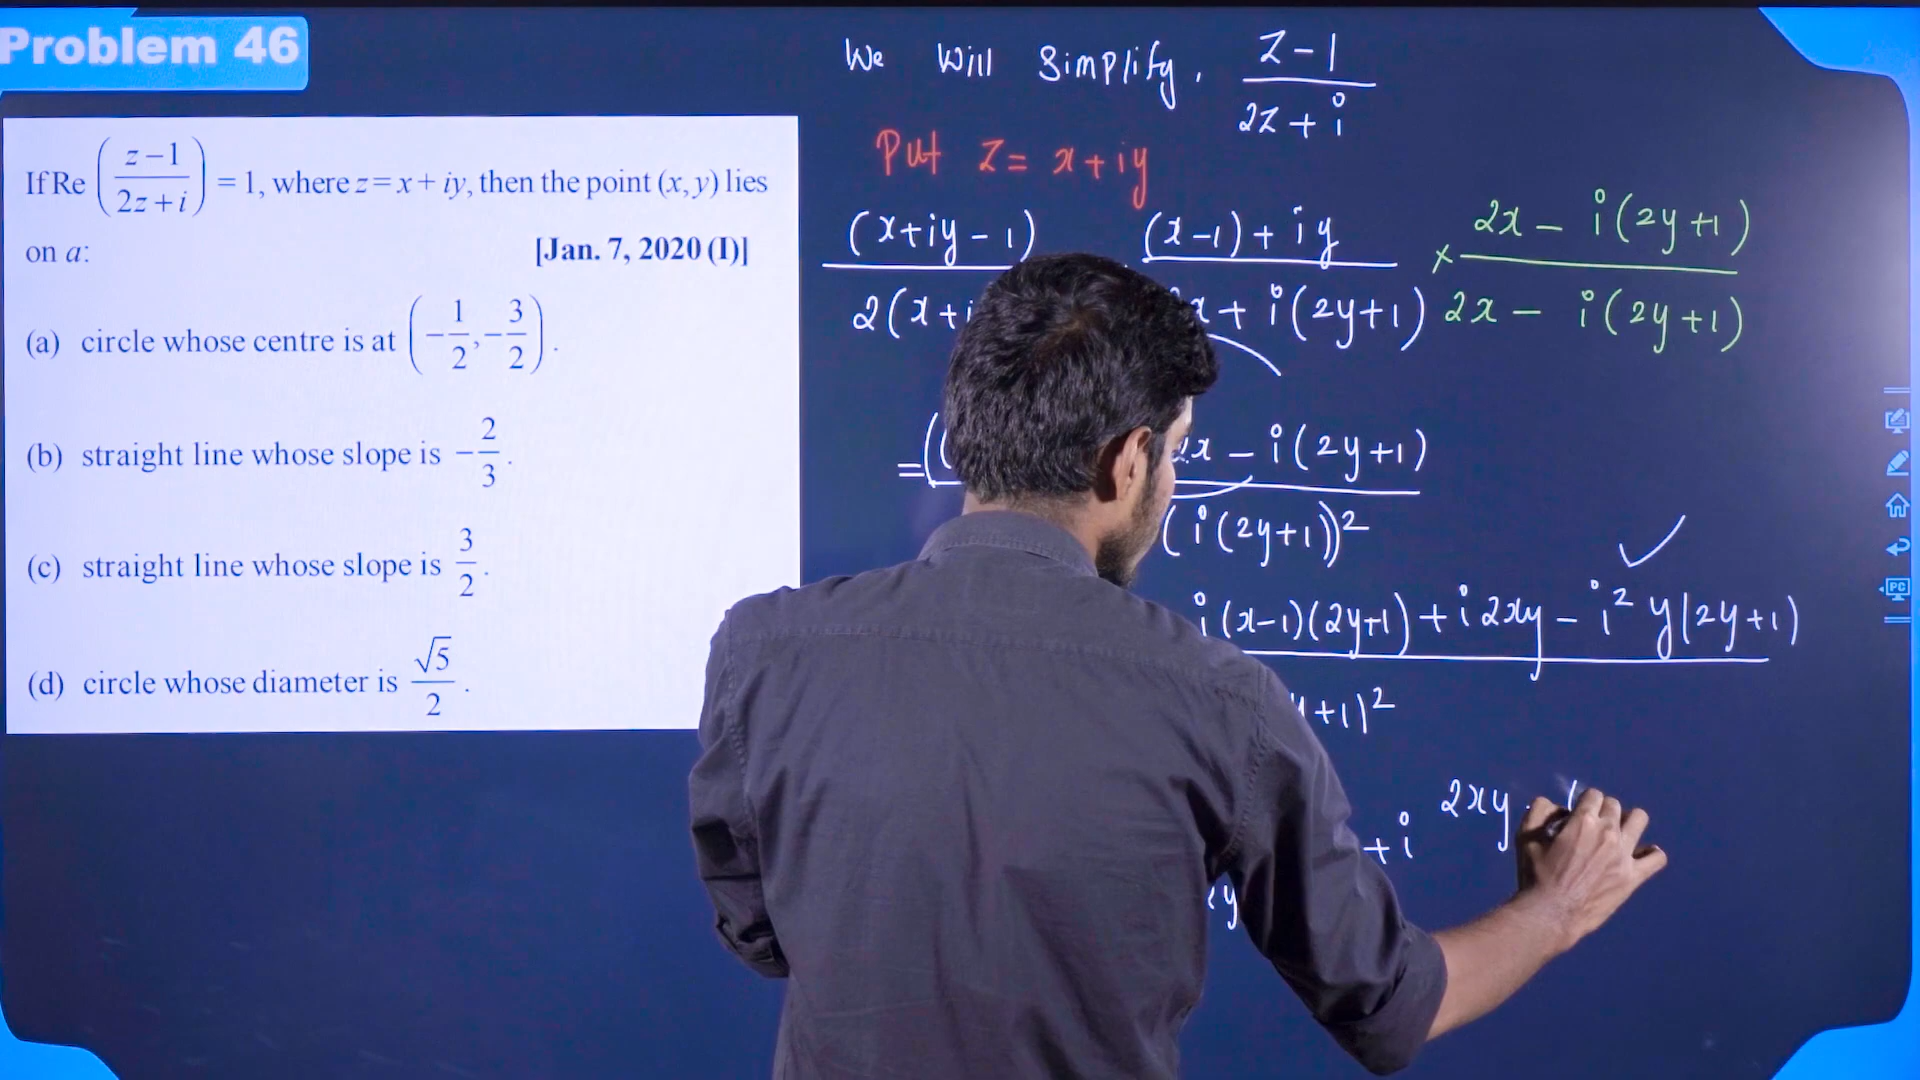 Problem 46
If Re ( z−1 / 2z+i ) = 1, where z = x + iy, then the point (x, y) lies
on a: [Jan. 7, 2020 (I)]
(a) circle whose centre is at ( −1/2, −3/2 ).
(b) straight line whose slope is −2/3.
(c) straight line whose slope is 3/2.
(d) circle whose diameter is √5/2.
We will Simplify, z−1 / 2z+i
Put z = x+iy
(x+iy−1) (x−1)+iy × 2x − i(2y+1)
2(x+i x + i(2y+1) 2x − i(2y+1)
=(( 2x − i(2y+1)
(i(2y+1))²
i(x−1)(2y+1) + i2xy − i² y(2y+1)
y+1)²
+i 2xy
y
PC